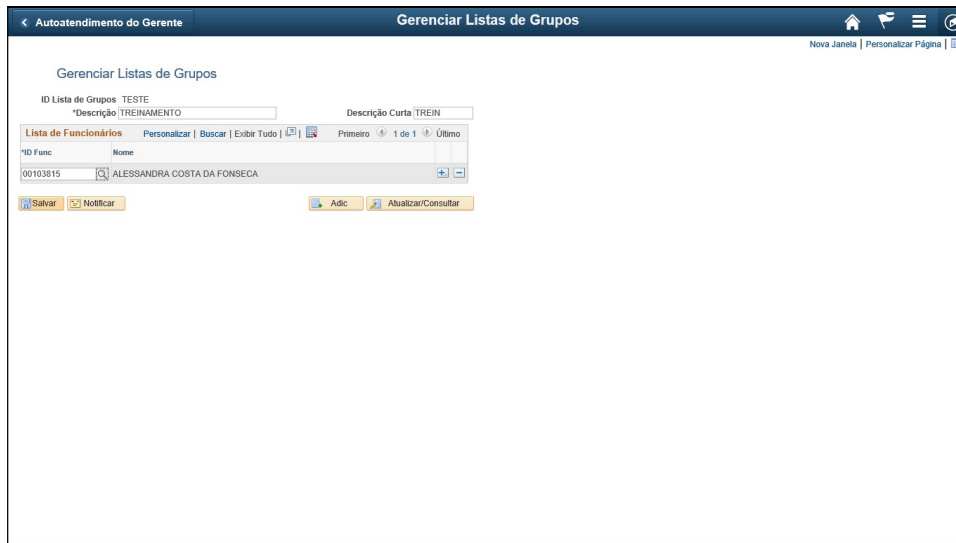 Autoatendimento do Gerente
Gerenciar Listas de Grupos
Nova Janela | Personalizar Página |
Gerenciar Listas de Grupos
ID Lista de Grupos TESTE
*Descrição TREINAMENTO Descrição Curta TREIN
Lista de Funcionários Personalizar | Buscar | Exibir Tudo | | Primeiro 1 de 1 Último
*ID Func Nome
00103815 ALESSANDRA COSTA DA FONSECA
Salvar Notificar Adic Atualizar/Consultar